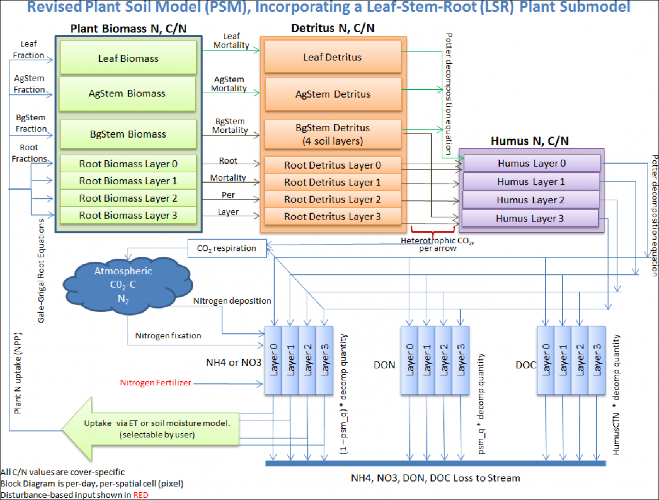 Revised Plant Soil Model (PSM), Incorporating a Leaf-Stem-Root (LSR) Plant Submodel
Plant Biomass N, C/N
Detritus N, C/N
Leaf
Fraction
AgStem
Fraction
BgStem
Fraction
Root
Fractions
Leaf Biomass
AgStem Biomass
BgStem Biomass
Root Biomass Layer 0
Root Biomass Layer 1
Root Biomass Layer 2
Root Biomass Layer 3
Leaf
Mortality
AgStem
Mortality
BgStem
Mortality
Root
Mortality
Per
Layer
Leaf Detritus
AgStem Detritus
BgStem Detritus
(4 soil layers)
Root Detritus Layer 0
Root Detritus Layer 1
Root Detritus Layer 2
Root Detritus Layer 3
Potter decomposition equation
Humus N, C/N
Humus Layer 0
Humus Layer 1
Humus Layer 2
Humus Layer 3
Potter decomposition equation
Heterotrophic CO2,
per arrow
CO2 respiration
Gale-Grigal Root Equations
Atmospheric
C02-C
N2
Nitrogen deposition
Nitrogen fixation
Plant N uptake (NPP)
NH4 or NO3
Nitrogen Fertilizer
Layer 0
Layer 1
Layer 2
Layer 3
(1 – psm_q) * decomp quantity
DON
Layer 0
Layer 1
Layer 2
Layer 3
psm_q * decomp quantity
DOC
Layer 0
Layer 1
Layer 2
Layer 3
HumusCTN * decomp quantity
Uptake via ET or soil moisture model.
(selectable by user)
NH4, NO3, DON, DOC Loss to Stream
All C/N values are cover-specific
Block Diagram is per-day, per-spatial cell (pixel)
Disturbance-based input shown in RED